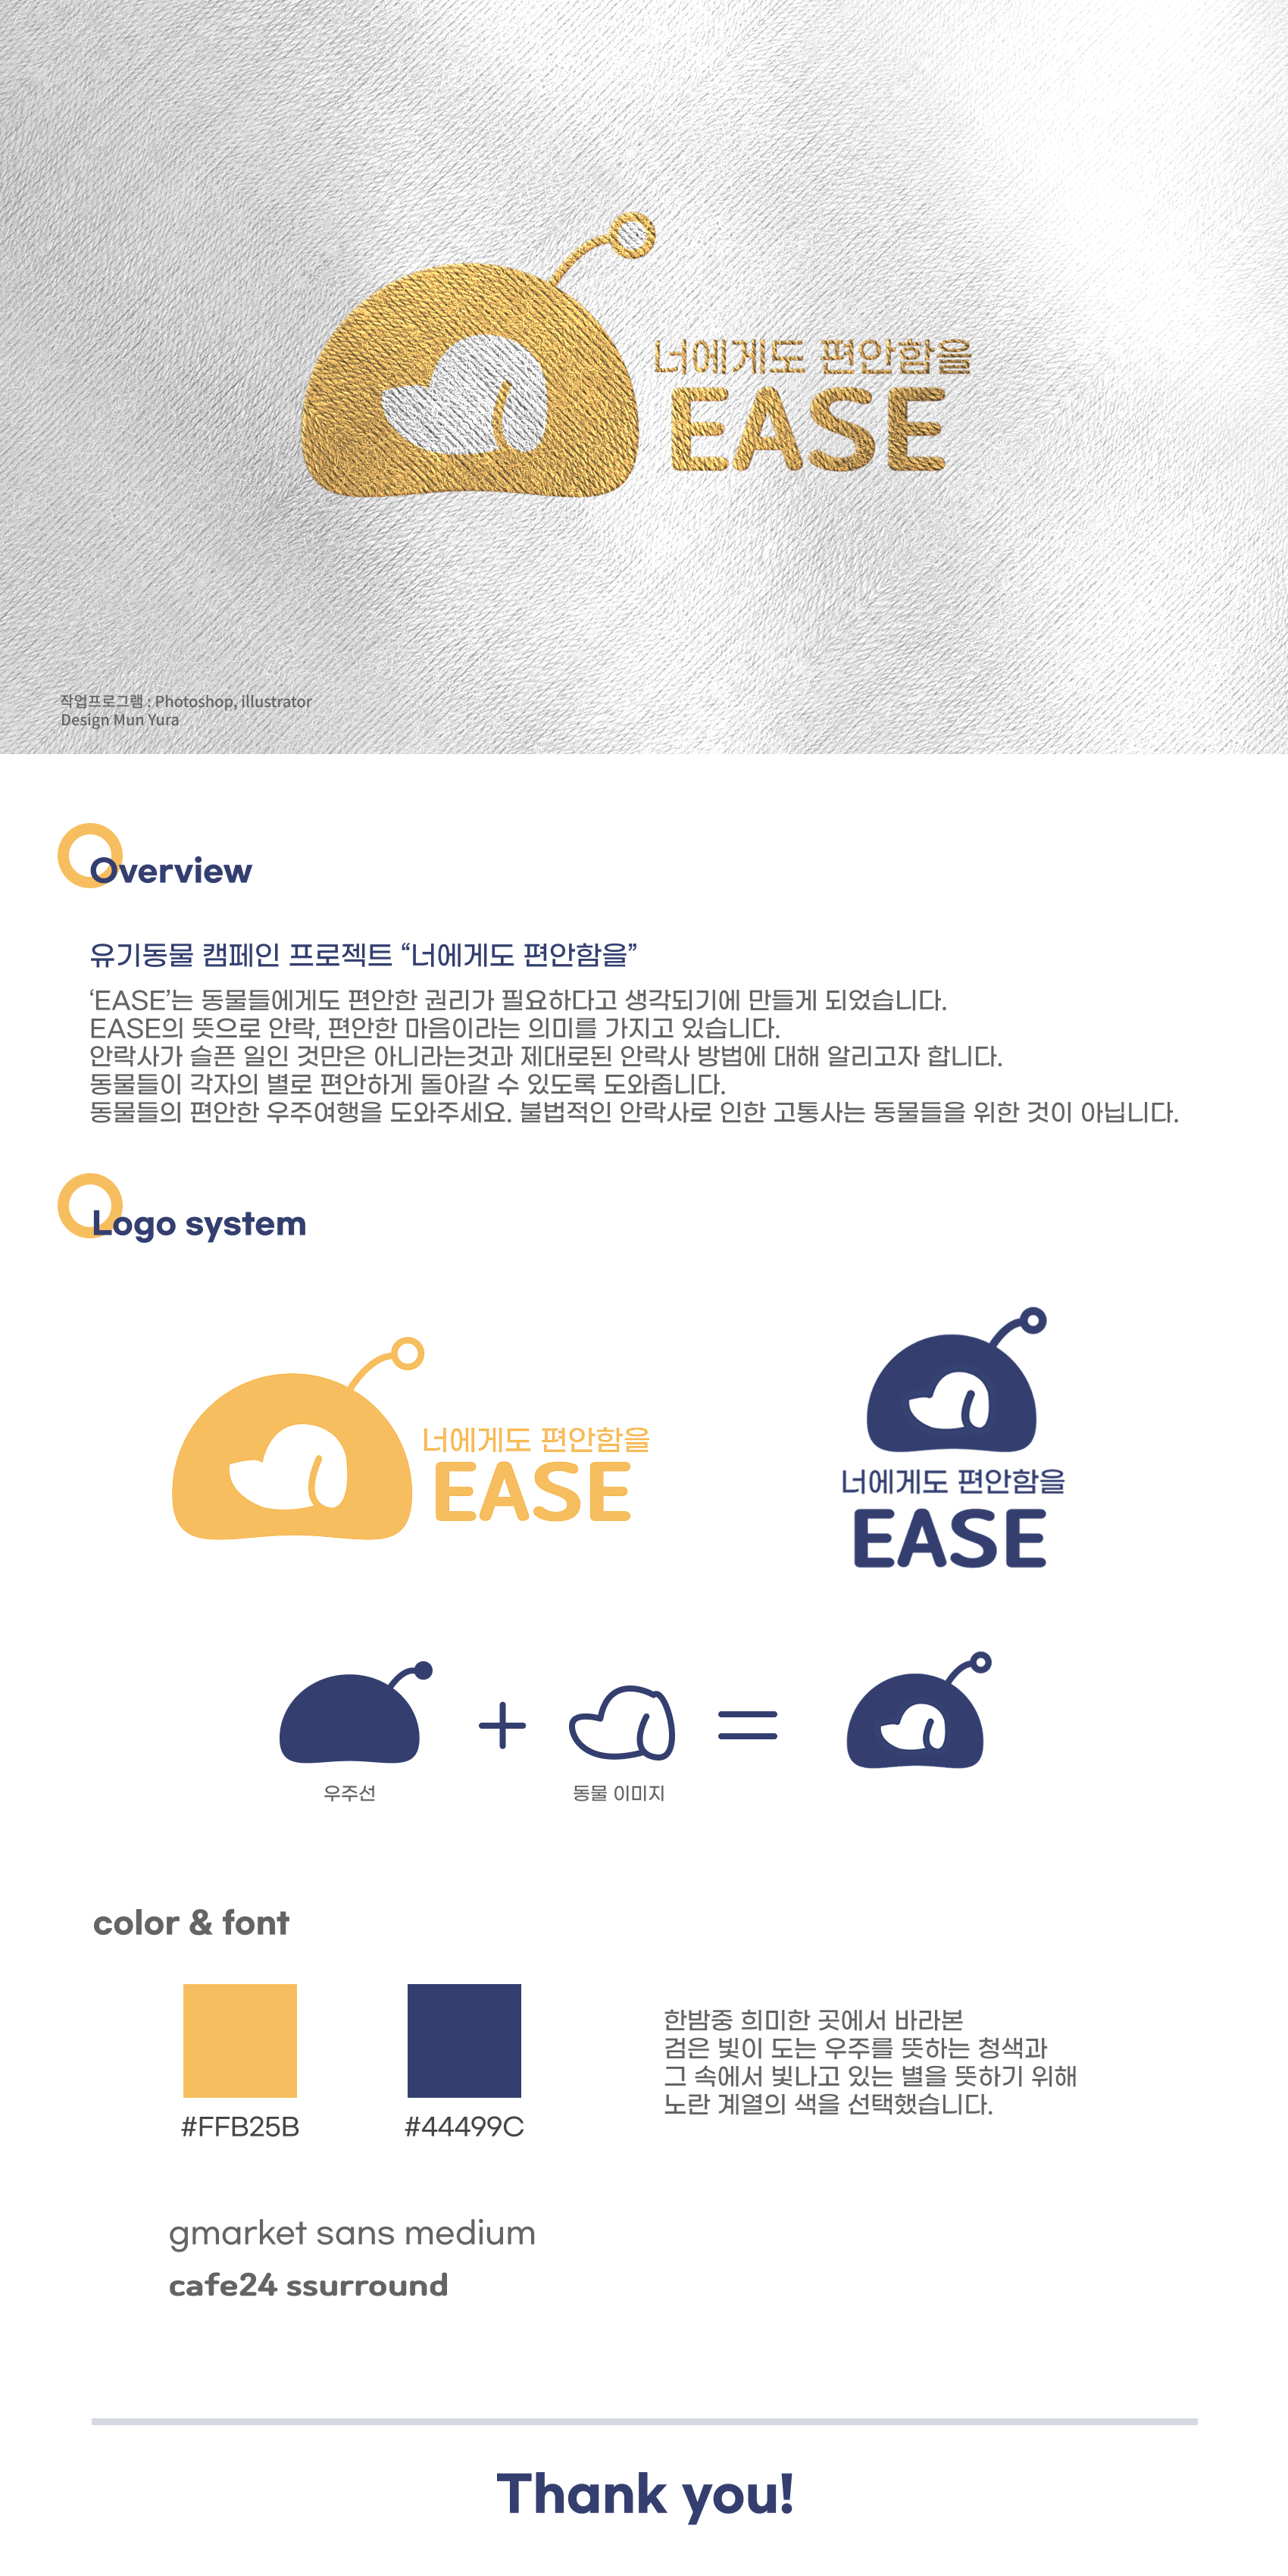 너에게도 편안함을
EASE
작업프로그램 : Photoshop, illustrator
Design Mun Yura
Overview
유기동물 캠페인 프로젝트 “너에게도 편안함을”
‘EASE’는 동물들에게도 편안한 권리가 필요하다고 생각되기에 만들게 되었습니다.
EASE의 뜻으로 안락, 편안한 마음이라는 의미를 가지고 있습니다.
안락사가 슬픈 일인 것만은 아니라는것과 제대로된 안락사 방법에 대해 알리고자 합니다.
동물들이 각자의 별로 편안하게 돌아갈 수 있도록 도와줍니다.
동물들의 편안한 우주여행을 도와주세요. 불법적인 안락사로 인한 고통사는 동물들을 위한 것이 아닙니다.
Logo system
너에게도 편안함을
EASE
너에게도 편안함을
EASE
우주선
동물 이미지
color & font
#FFB25B
#44499C
한밤중 희미한 곳에서 바라본
검은 빛이 도는 우주를 뜻하는 청색과
그 속에서 빛나고 있는 별을 뜻하기 위해
노란 계열의 색을 선택했습니다.
gmarket sans medium
cafe24 ssurround
Thank you!